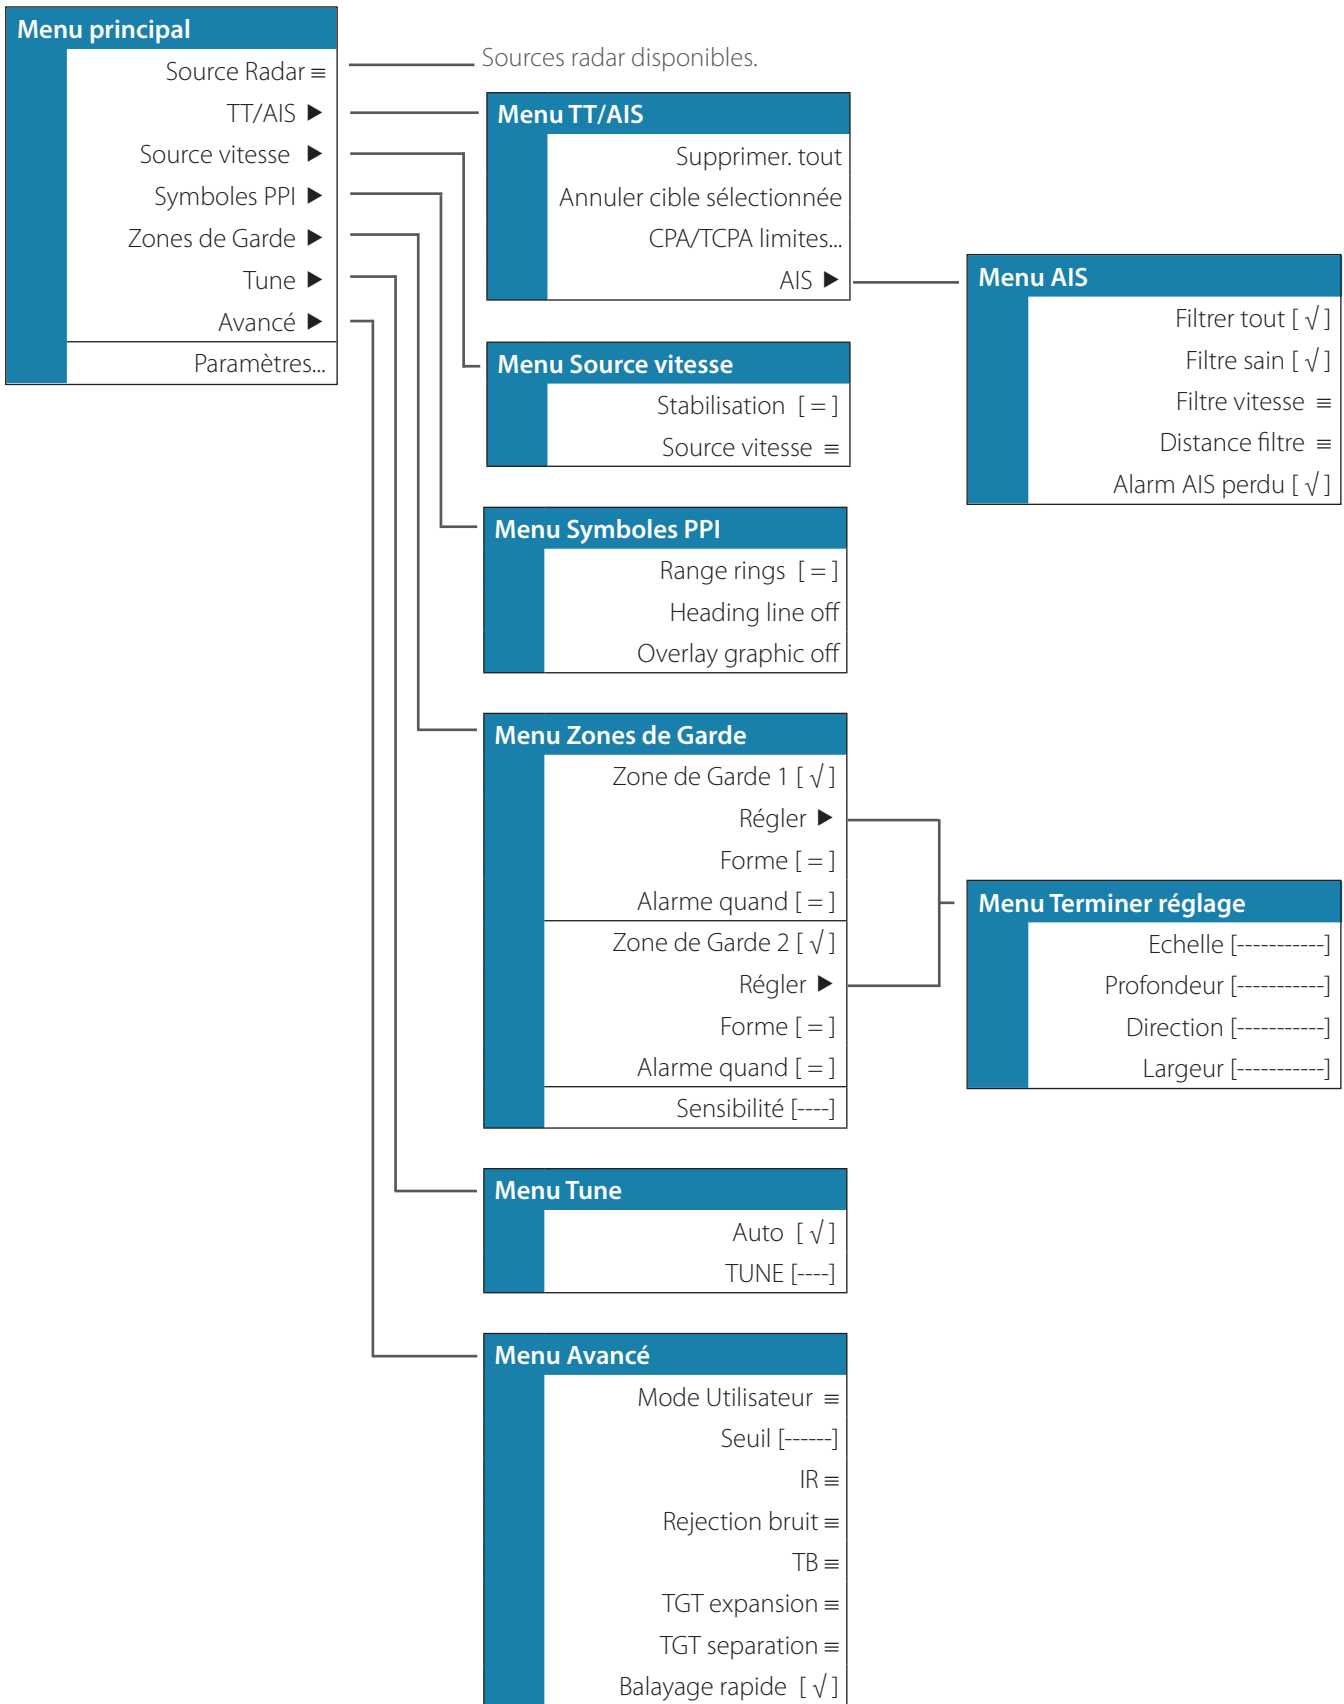 Menu principal
Source Radar ≡
TT/AIS ▶
Source vitesse ▶
Symboles PPI ▶
Zones de Garde ▶
Tune ▶
Avancé ▶
Paramètres...
Sources radar disponibles.
Menu TT/AIS
Supprimer. tout
Annuler cible sélectionnée
CPA/TCPA limites...
AIS ▶
Menu AIS
Filtrer tout [ √ ]
Filtre sain [ √ ]
Filtre vitesse ≡
Distance filtre ≡
Alarm AIS perdu [ √ ]
Menu Source vitesse
Stabilisation [ = ]
Source vitesse ≡
Menu Symboles PPI
Range rings [ = ]
Heading line off
Overlay graphic off
Menu Zones de Garde
Zone de Garde 1 [ √ ]
Régler ▶
Forme [ = ]
Alarme quand [ = ]
Zone de Garde 2 [ √ ]
Régler ▶
Forme [ = ]
Alarme quand [ = ]
Sensibilité [----]
Menu Terminer réglage
Echelle [-----------]
Profondeur [-----------]
Direction [-----------]
Largeur [-----------]
Menu Tune
Auto [ √ ]
TUNE [----]
Menu Avancé
Mode Utilisateur ≡
Seuil [------]
IR ≡
Rejection bruit ≡
TB ≡
TGT expansion ≡
TGT separation ≡
Balayage rapide [ √ ]